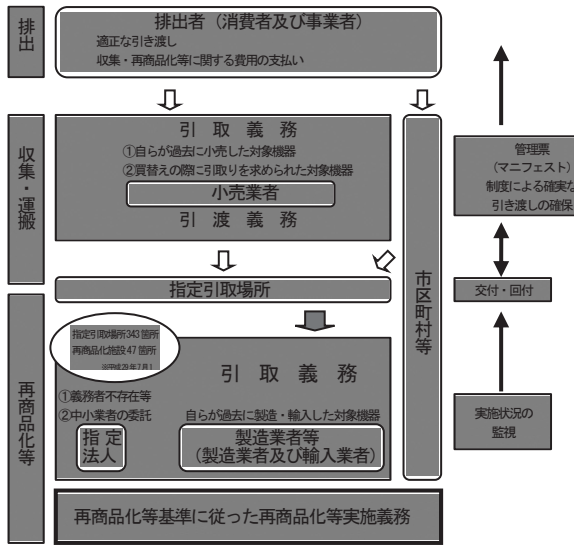 排出
排出者（消費者及び事業者）
適正な引き渡し
収集・再商品化等に関する費用の支払い
収集・運搬
引取義務
①自らが過去に小売した対象機器
②買替えの際に引取りを求められた対象機器
小売業者
引渡義務
指定引取場所
市区町村等
管理票
（マニフェスト）
制度による確実な
引き渡しの確保
交付・回付
実施状況の
監視
再商品化等
指定引取場所343箇所
再商品化施設47箇所
引取義務
①義務者不存在等
②中小業者の委託
自らが過去に製造・輸入した対象機器
指定
法人
製造業者等
（製造業者及び輸入業者）
再商品化等基準に従った再商品化等実施義務